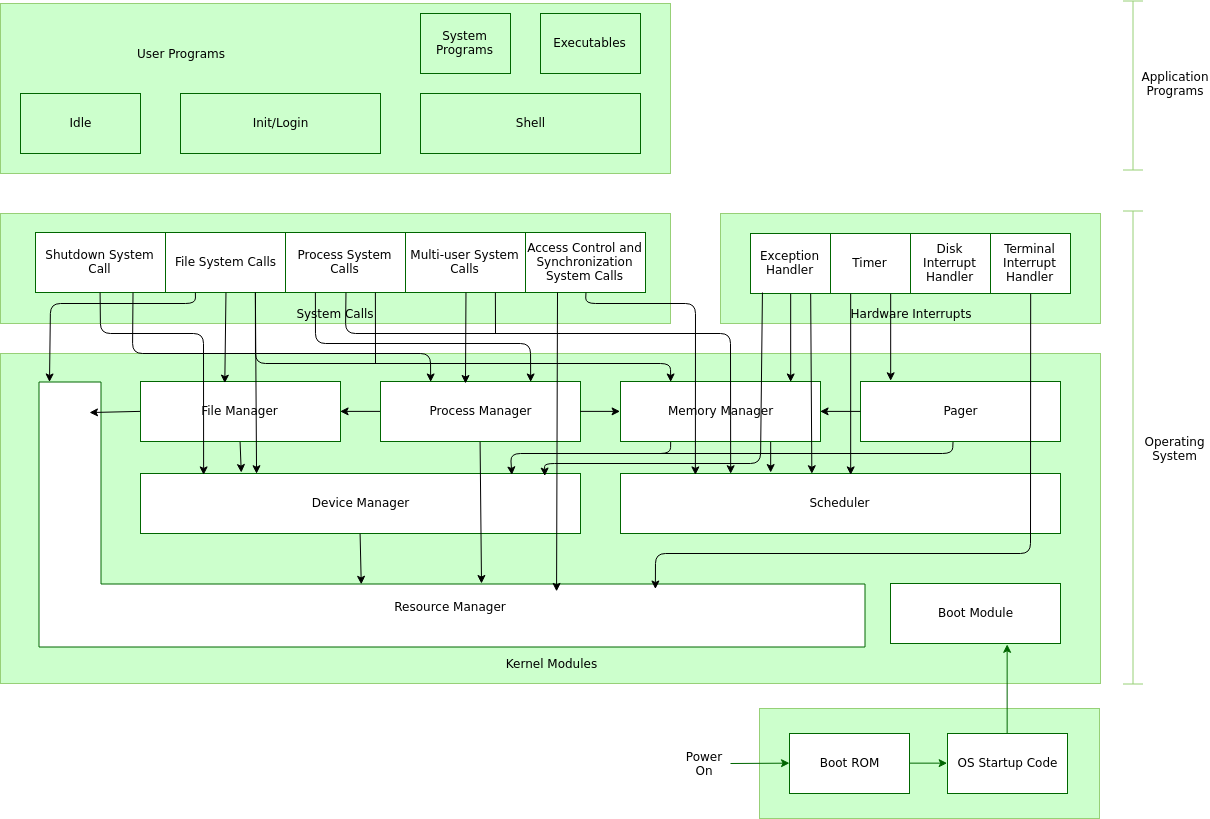 User Programs
System
Programs
Executables
Application
Programs
Idle
Init/Login
Shell
Shutdown System
Call
File System Calls
Process System
Calls
Multi-user System
Calls
Access Control and
Synchronization
System Calls
Exception
Handler
Timer
Disk
Interrupt
Handler
Terminal
Interrupt
Handler
System Calls
Hardware Interrupts
File Manager
Process Manager
Memory Manager
Pager
Operating
System
Device Manager
Scheduler
Resource Manager
Boot Module
Kernel Modules
Power
On
Boot ROM
OS Startup Code